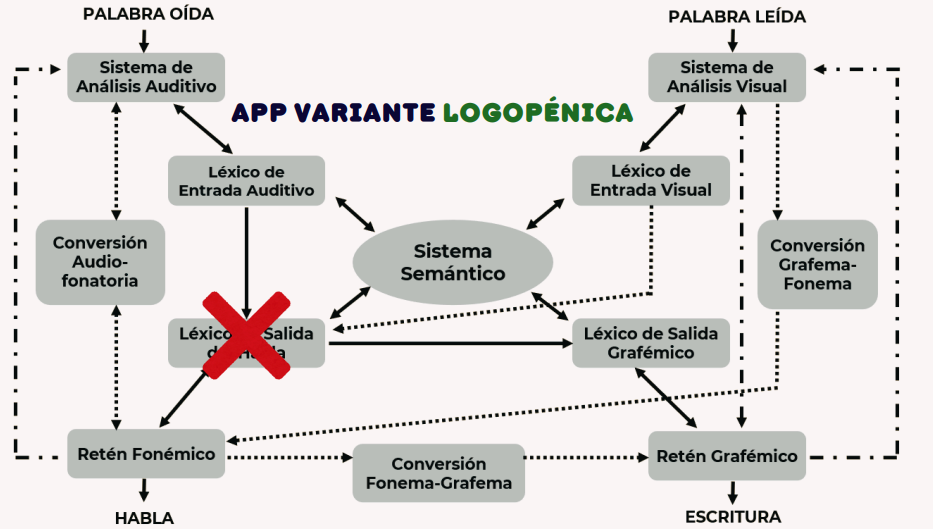 PALABRA OÍDA
PALABRA LEÍDA
Sistema de
Análisis Auditivo
Sistema de
Análisis Visual
APP VARIANTE LOGOPÉNICA
Léxico de
Entrada Auditivo
Léxico de
Entrada Visual
Conversión
Audio-
fonatoria
Sistema
Semántico
Conversión
Grafema-
Fonema
Léxico Salida
Léxico de Salida
Grafémico
Retén Fonémico
Conversión
Fonema-Grafema
Retén Grafémico
HABLA
ESCRITURA